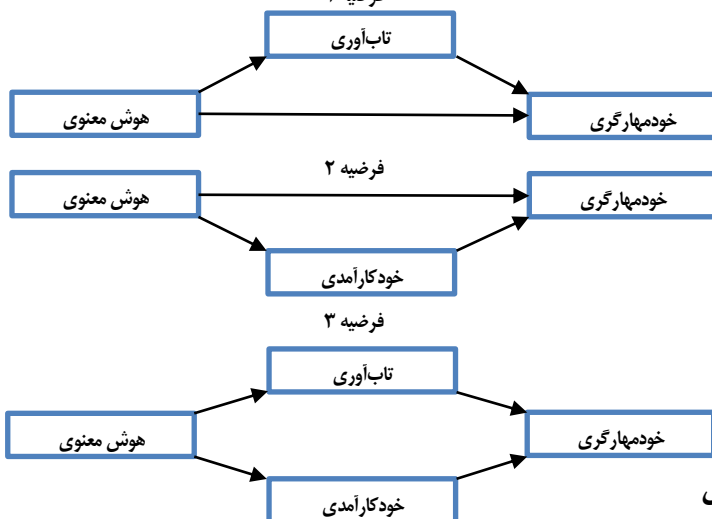 تاب‌آوری
هوش معنوی
خودمهارگری
فرضیه ۲
هوش معنوی
خودمهارگری
خودکارآمدی
فرضیه ۳
تاب‌آوری
هوش معنوی
خودمهارگری
خودکارآمدی